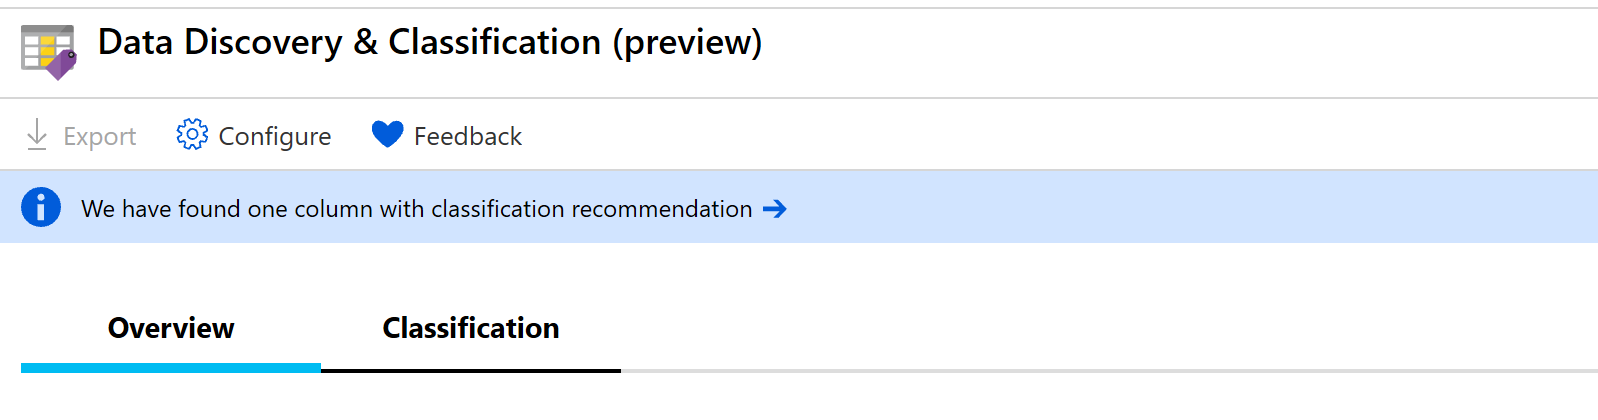 Data Discovery & Classification (preview)
Export Configure Feedback
We have found one column with classification recommendation
Overview Classification